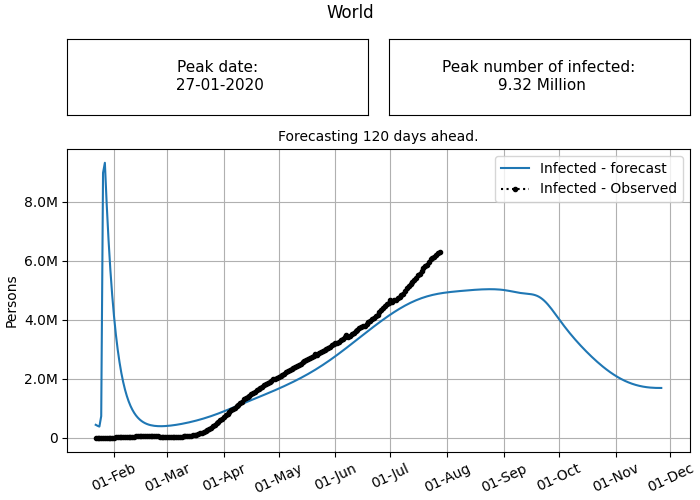 World
Peak date:
27-01-2020
Peak number of infected:
9.32 Million
Forecasting 120 days ahead.
Infected - forecast
Infected - Observed
8.0M
6.0M
4.0M
2.0M
0
Persons
01-Feb
01-Mar
01-Apr
01-May
01-Jun
01-Jul
01-Aug
01-Sep
01-Oct
01-Nov
01-Dec